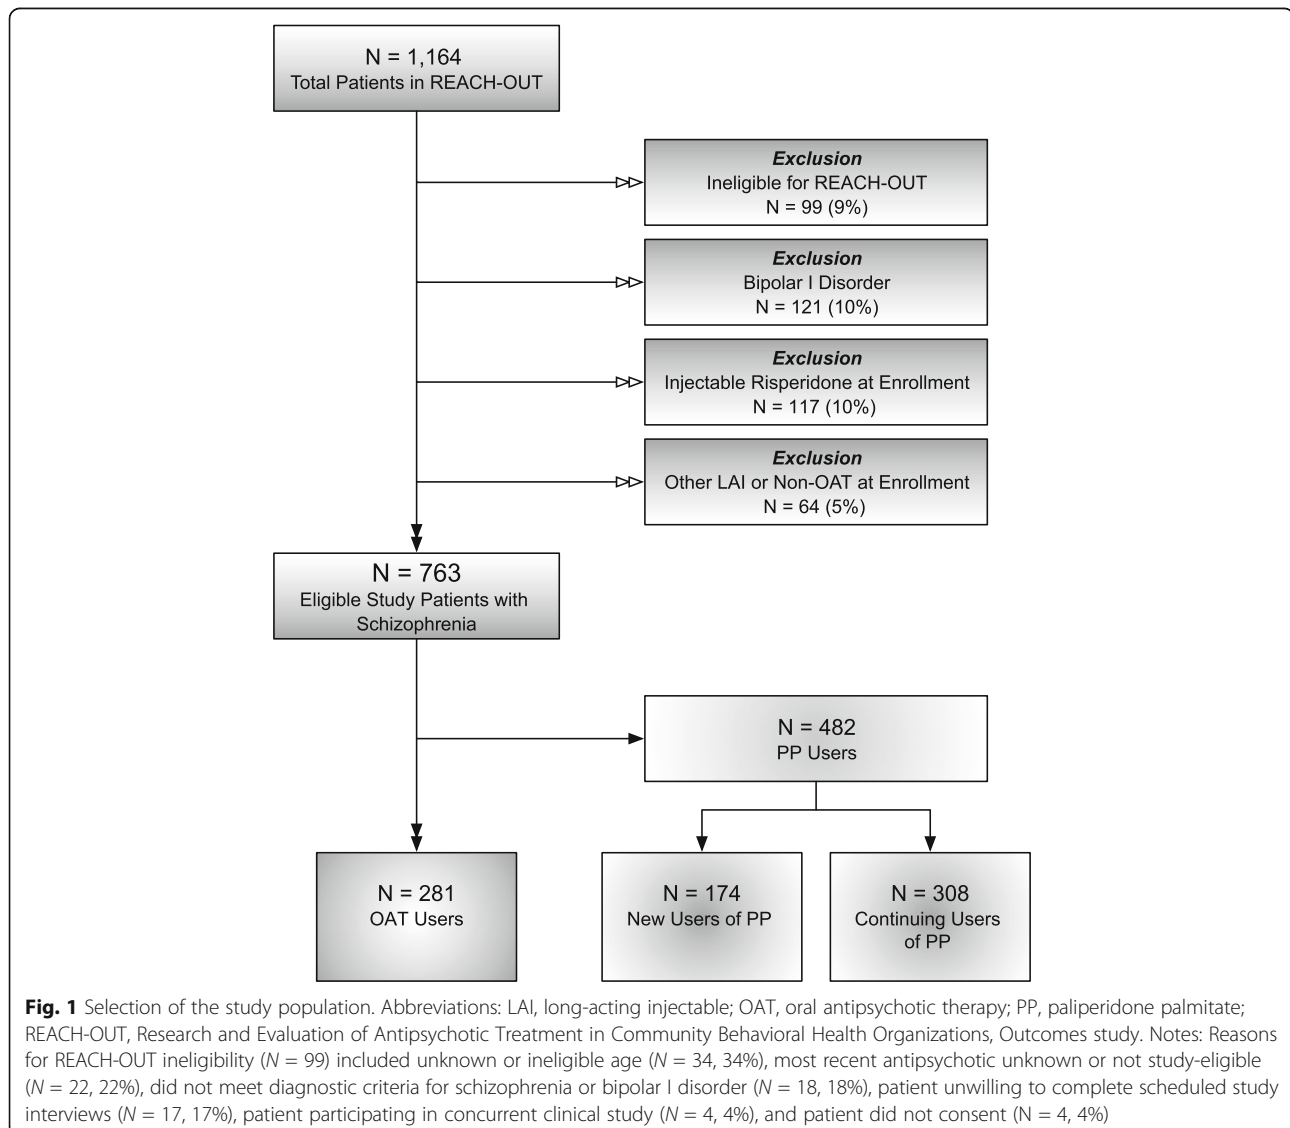 N = 1,164
Total Patients in REACH-OUT
Exclusion
Ineligible for REACH-OUT
N = 99 (9%)
Exclusion
Bipolar I Disorder
N = 121 (10%)
Exclusion
Injectable Risperidone at Enrollment
N = 117 (10%)
Exclusion
Other LAI or Non-OAT at Enrollment
N = 64 (5%)
N = 763
Eligible Study Patients with
Schizophrenia
N = 482
PP Users
N = 281
OAT Users
N = 174
New Users of PP
N = 308
Continuing Users
of PP
Fig. 1 Selection of the study population. Abbreviations: LAI, long-acting injectable; OAT, oral antipsychotic therapy; PP, paliperidone palmitate;
REACH-OUT, Research and Evaluation of Antipsychotic Treatment in Community Behavioral Health Organizations, Outcomes study. Notes: Reasons
for REACH-OUT ineligibility (N = 99) included unknown or ineligible age (N = 34, 34%), most recent antipsychotic unknown or not study-eligible
(N = 22, 22%), did not meet diagnostic criteria for schizophrenia or bipolar I disorder (N = 18, 18%), patient unwilling to complete scheduled study
interviews (N = 17, 17%), patient participating in concurrent clinical study (N = 4, 4%), and patient did not consent (N = 4, 4%)